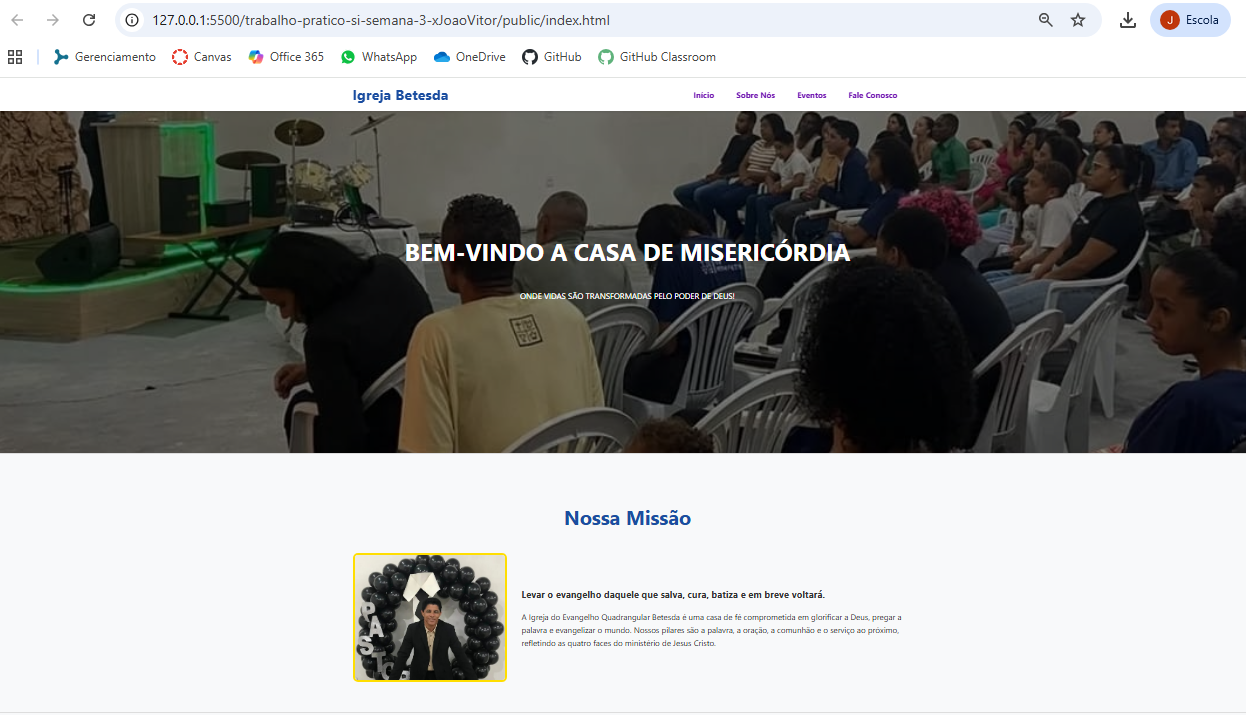 127.0.0.1:5500/trabalho-pratico-si-semana-3-xJoaoVitor/public/index.html
J Escola
Gerenciamento Canvas Office 365 WhatsApp OneDrive GitHub GitHub Classroom
Igreja Betesda Início Sobre Nós Eventos Fale Conosco
BEM-VINDO A CASA DE MISERICÓRDIA
ONDE VIDAS SÃO TRANSFORMADAS PELO PODER DE DEUS!
Nossa Missão
PASTOR
Levar o evangelho daquele que salva, cura, batiza e em breve voltará.
A Igreja do Evangelho Quadrangular Betesda é uma casa de fé comprometida em glorificar a Deus, pregar a
palavra e evangelizar o mundo. Nossos pilares são a palavra, a oração, a comunhão e o serviço ao próximo,
refletindo as quatro faces do ministério de Jesus Cristo.